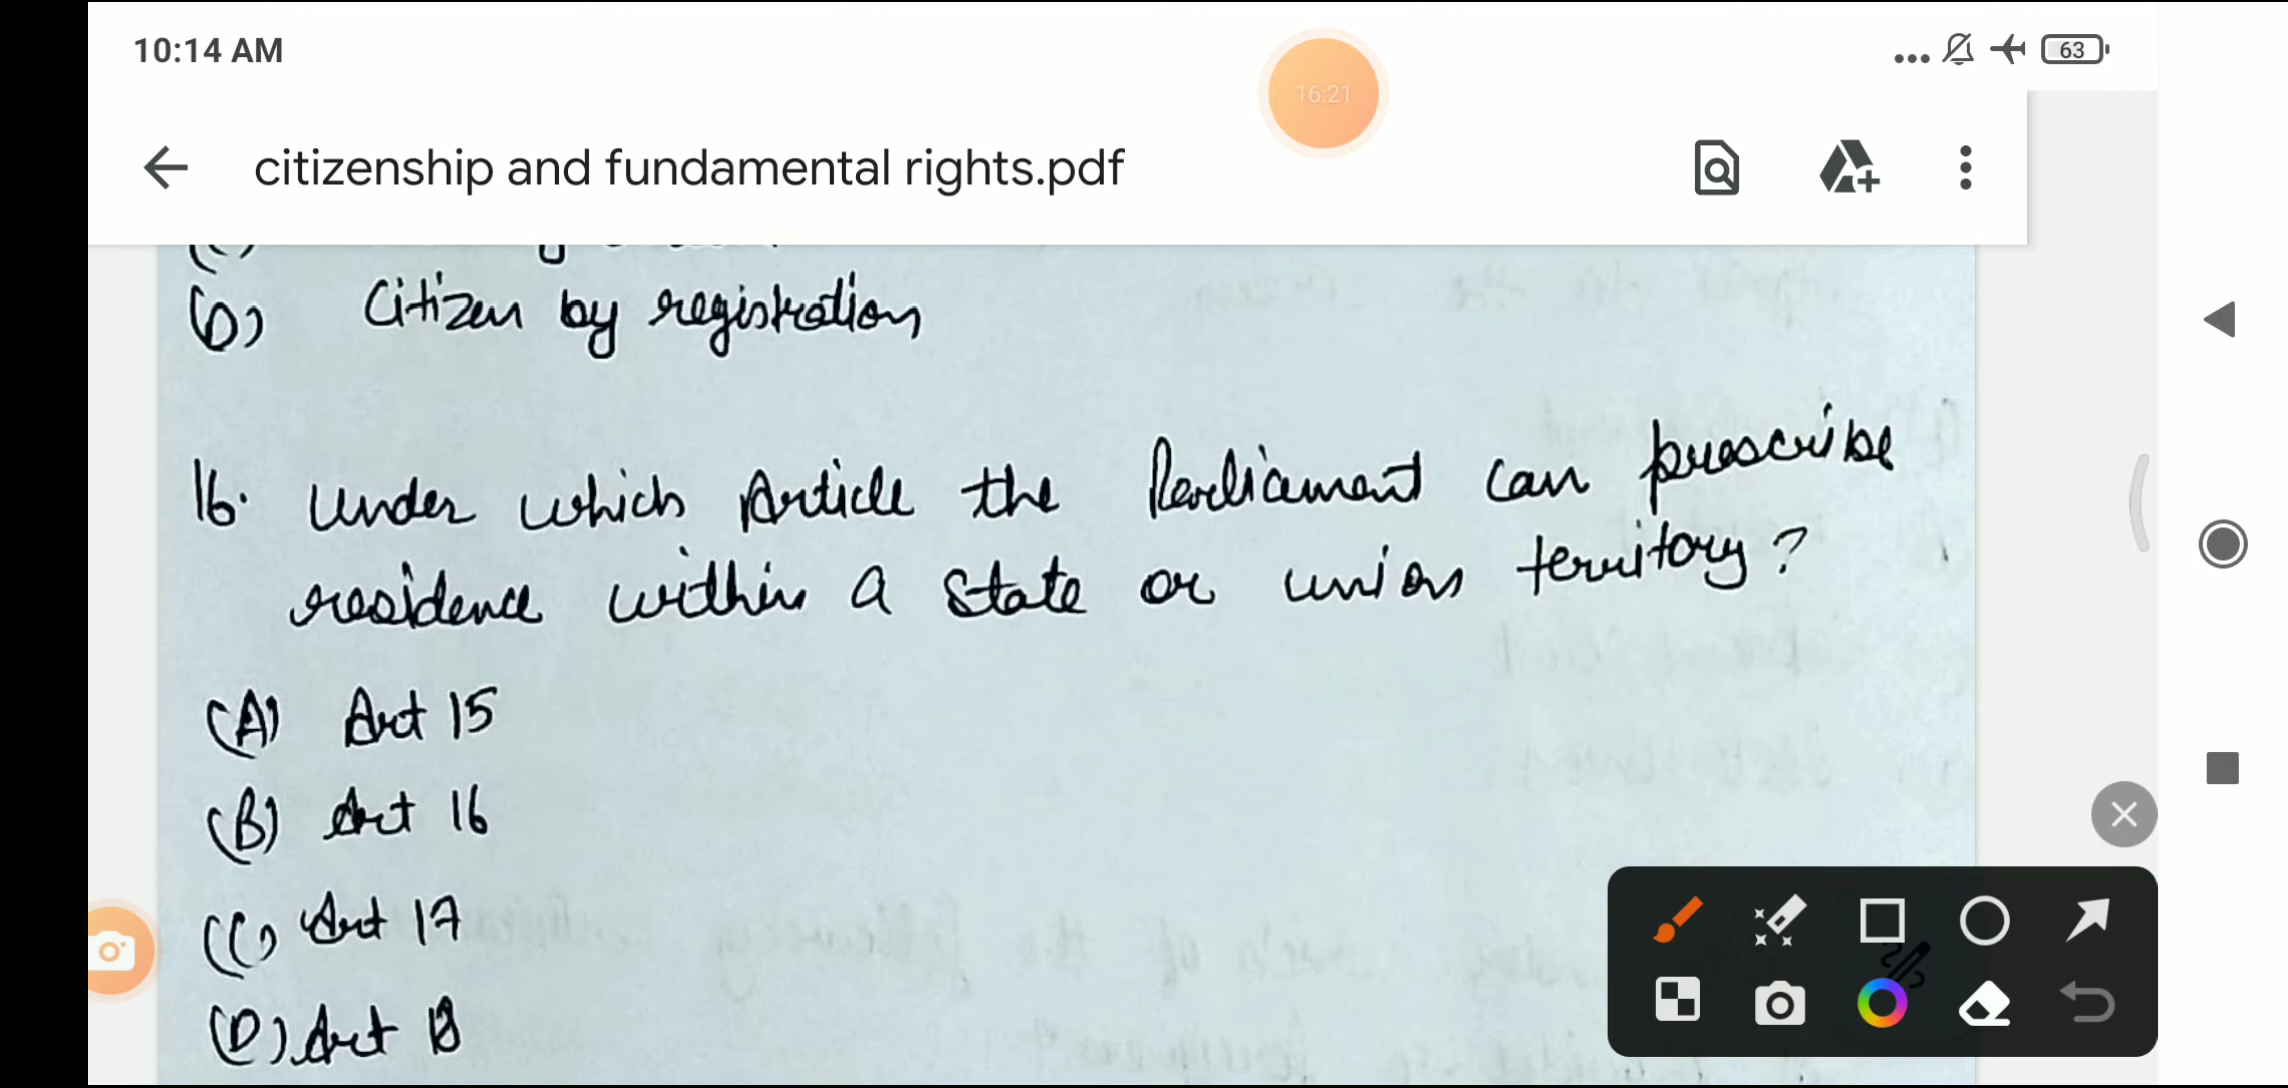 10:14 AM
63
16:21
citizenship and fundamental rights.pdf
(D) Citizen by registration
16. Under which Article the Parliament can prescribe
residence within a state or union territory?
(A) Art 15
(B) Art 16
(C) Art 17
(D) Art 18